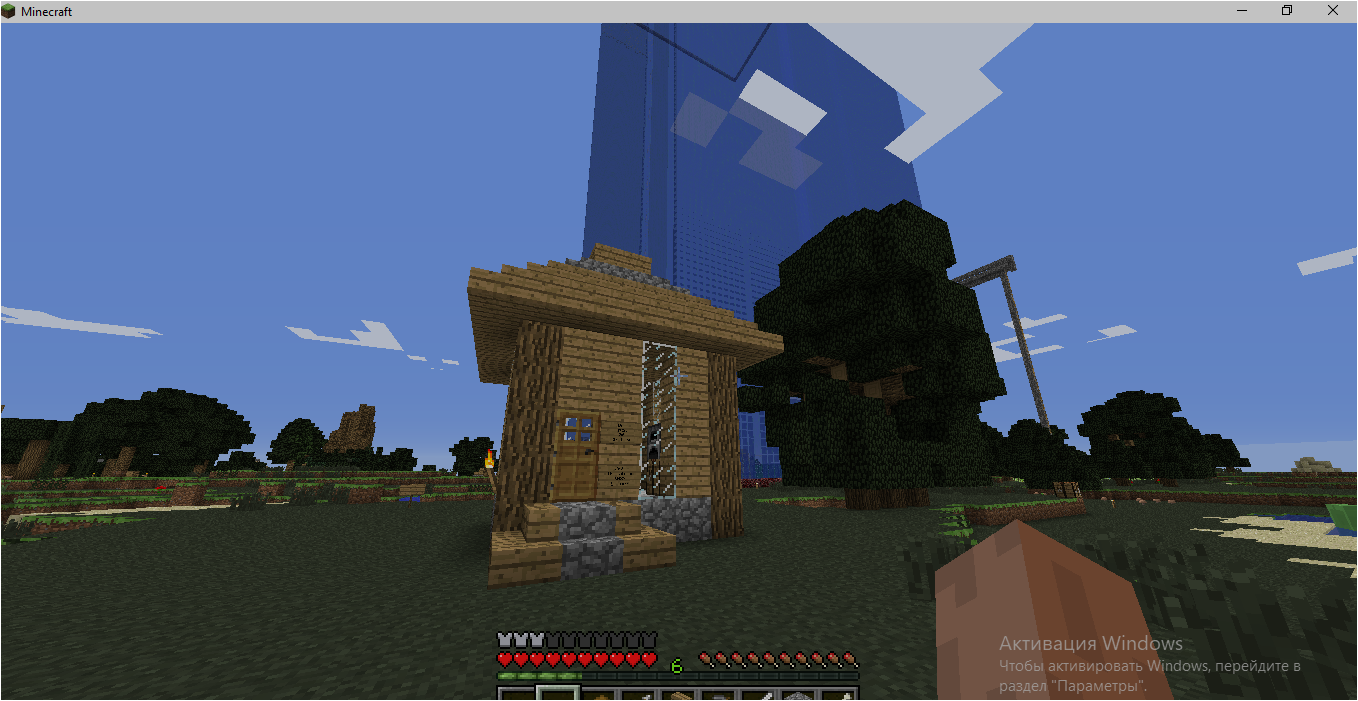 Minecraft
6
Активация Windows
Чтобы активировать Windows, перейдите в
раздел "Параметры".